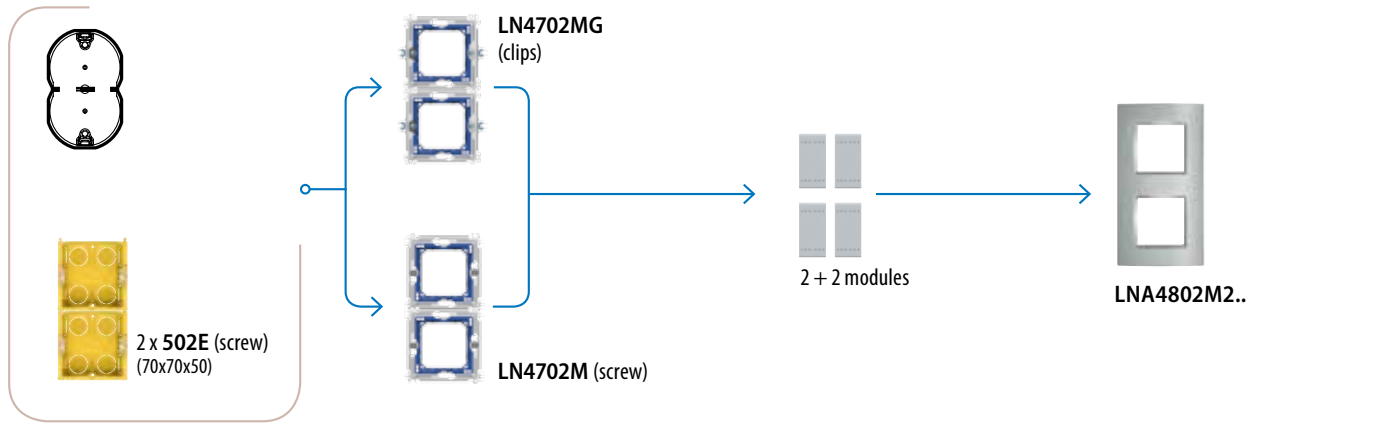 LN4702MG
(clips)
2 x 502E (screw)
(70x70x50)
LN4702M (screw)
2 + 2 modules
LNA4802M2..